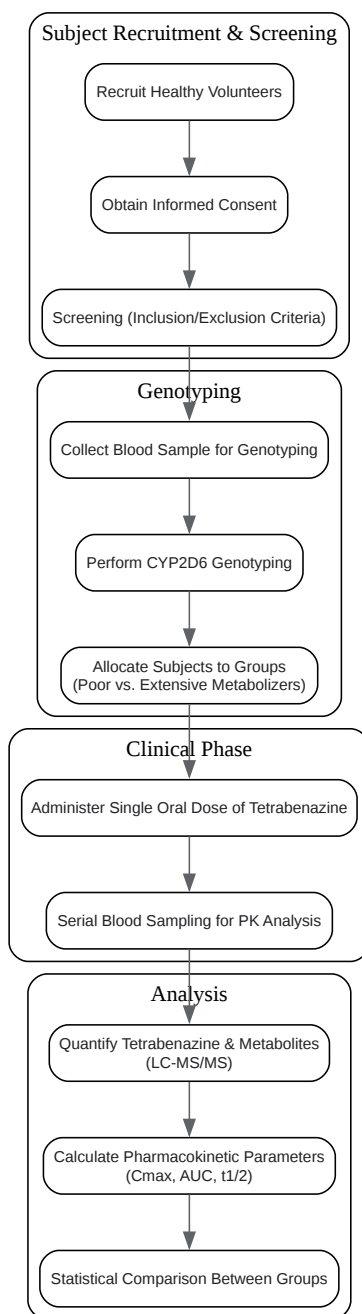 Subject Recruitment & Screening
Recruit Healthy Volunteers
Obtain Informed Consent
Screening (Inclusion/Exclusion Criteria)
Genotyping
Collect Blood Sample for Genotyping
Perform CYP2D6 Genotyping
Allocate Subjects to Groups
(Poor vs. Extensive Metabolizers)
Clinical Phase
Administer Single Oral Dose of Tetrabenazine
Serial Blood Sampling for PK Analysis
Analysis
Quantify Tetrabenazine & Metabolites
(LC-MS/MS)
Calculate Pharmacokinetic Parameters
(Cmax, AUC, t1/2)
Statistical Comparison Between Groups